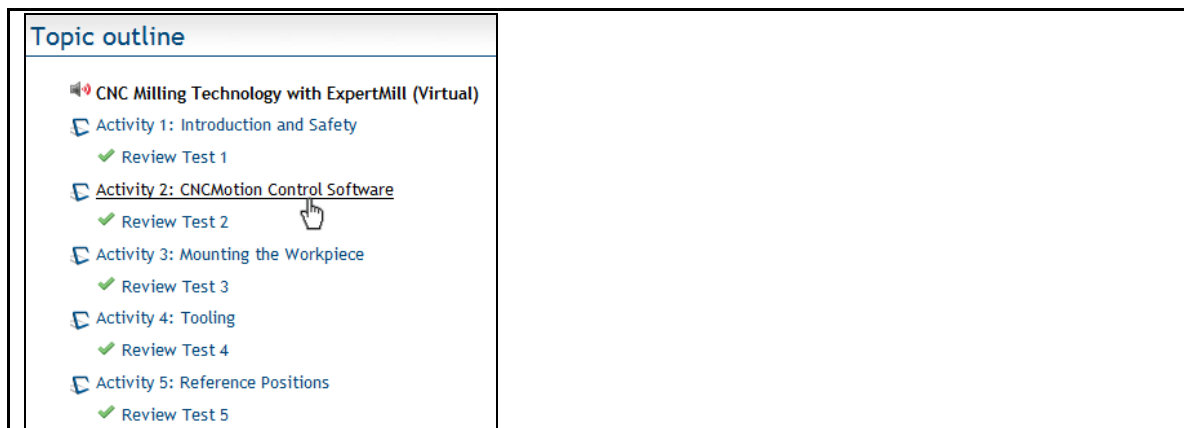 Topic outline
CNC Milling Technology with ExpertMill (Virtual)
Activity 1: Introduction and Safety
Review Test 1
Activity 2: CNCMotion Control Software
Review Test 2
Activity 3: Mounting the Workpiece
Review Test 3
Activity 4: Tooling
Review Test 4
Activity 5: Reference Positions
Review Test 5